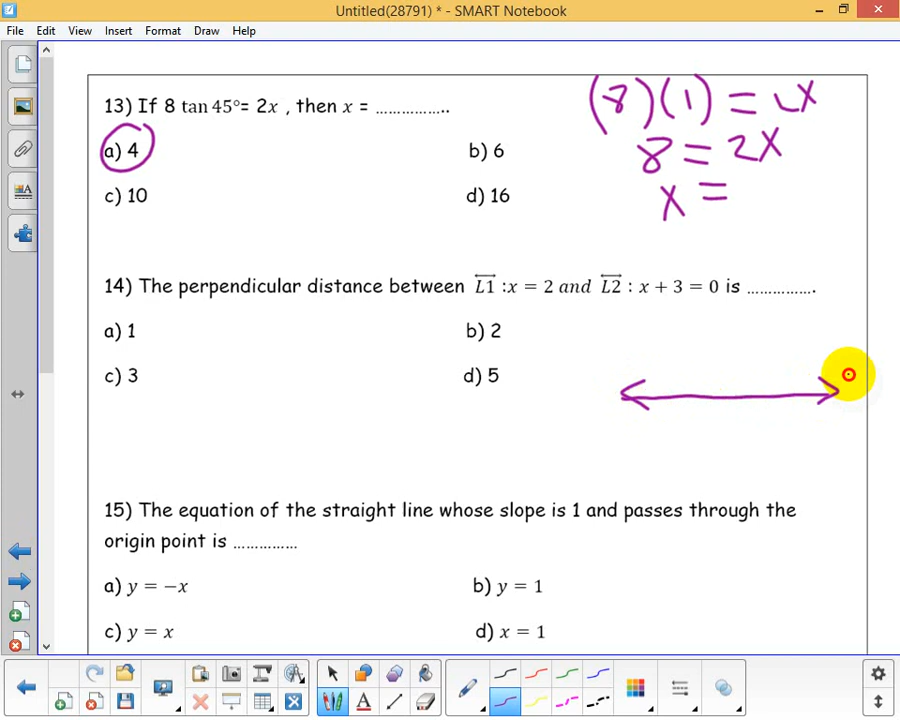 Untitled(28791) * - SMART Notebook
File Edit View Insert Format Draw Help
13) If 8 tan 45°= 2x , then x = ................
a) 4 b) 6
c) 10 d) 16
(8)(1) = 2x
8 = 2x
x =
14) The perpendicular distance between L1 :x = 2 and L2 : x + 3 = 0 is ................
a) 1 b) 2
c) 3 d) 5
15) The equation of the straight line whose slope is 1 and passes through the
origin point is ..............
a) y = −x b) y = 1
c) y = x d) x = 1